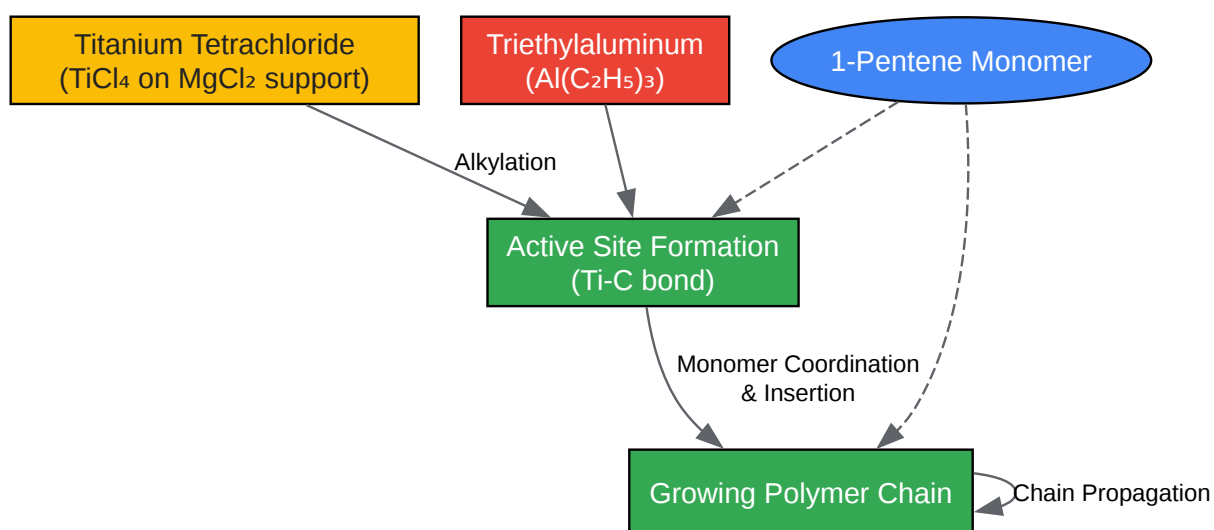 Titanium Tetrachloride
(TiCl₄ on MgCl₂ support)
Triethylaluminum
(Al(C₂H₅)₃)
1-Pentene Monomer
Alkylation
Active Site Formation
(Ti-C bond)
Monomer Coordination
& Insertion
Growing Polymer Chain
Chain Propagation